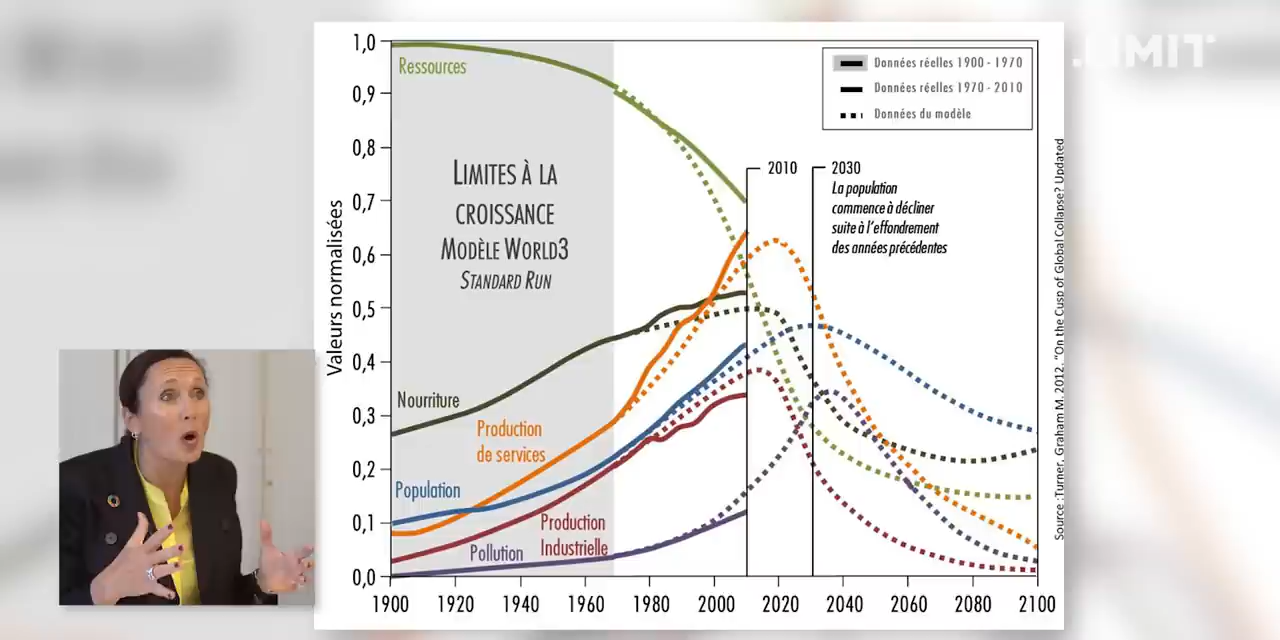 .LIMIT
1,0
0,9
0,8
0,7
0,6
0,5
0,4
0,3
0,2
0,1
0,0
Valeurs normalisées
1900 1920 1940 1960 1980 2000 2020 2040 2060 2080 2100
Ressources
LIMITES À LA
CROISSANCE
MODÈLE WORLD3
STANDARD RUN
Nourriture
Production
de services
Population
Production
Industrielle
Pollution
Données réelles 1900 - 1970
Données réelles 1970 - 2010
Données du modèle
2010
2030
La population
commence à décliner
suite à l'effondrement
des années précédentes
Source :Turner, Graham M. 2012. "On the Cusp of Global Collapse? Updated